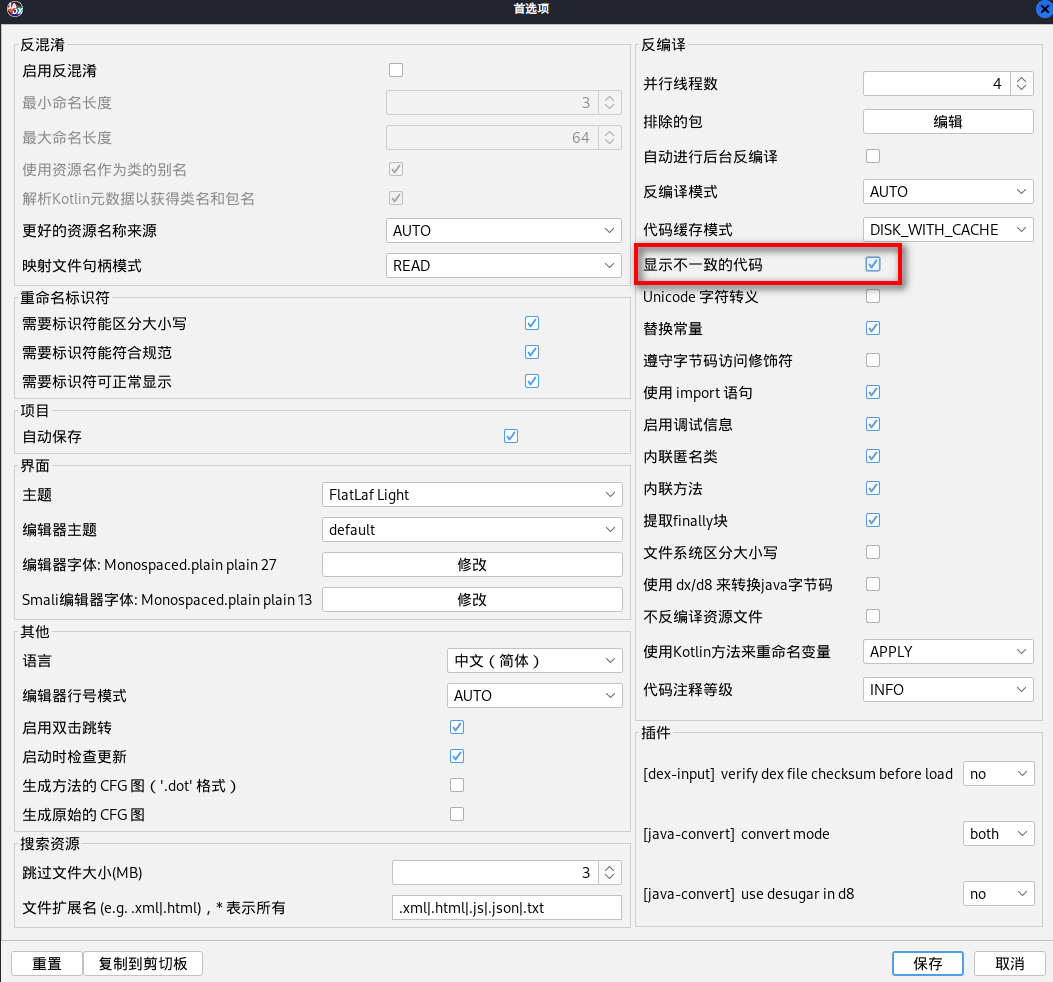 首选项
反混淆
启用反混淆
最小命名长度 3
最大命名长度 64
使用资源名作为类的别名
解析Kotlin元数据以获得类名和包名
更好的资源名称来源 AUTO
映射文件句柄模式 READ
重命名标识符
需要标识符能区分大小写
需要标识符能符合规范
需要标识符可正常显示
项目
自动保存
界面
主题 FlatLaf Light
编辑器主题 default
编辑器字体: Monospaced.plain plain 27 修改
Smali编辑器字体: Monospaced.plain plain 13 修改
其他
语言 中文（简体）
编辑器行号模式 AUTO
启用双击跳转
启动时检查更新
生成方法的 CFG 图（'.dot' 格式）
生成原始的 CFG 图
搜索资源
跳过文件大小(MB) 3
文件扩展名 (e.g. .xml|.html)，* 表示所有 .xml|.html|.js|.json|.txt
反编译
并行线程数 4
排除的包 编辑
自动进行后台反编译
反编译模式 AUTO
代码缓存模式 DISK_WITH_CACHE
显示不一致的代码
Unicode 字符转义
替换常量
遵守字节码访问修饰符
使用 import 语句
启用调试信息
内联匿名类
内联方法
提取finally块
文件系统区分大小写
使用 dx/d8 来转换java字节码
不反编译资源文件
使用Kotlin方法来重命名变量 APPLY
代码注释等级 INFO
插件
[dex-input] verify dex file checksum before load no
[java-convert] convert mode both
[java-convert] use desugar in d8 no
重置 复制到剪切板 保存 取消